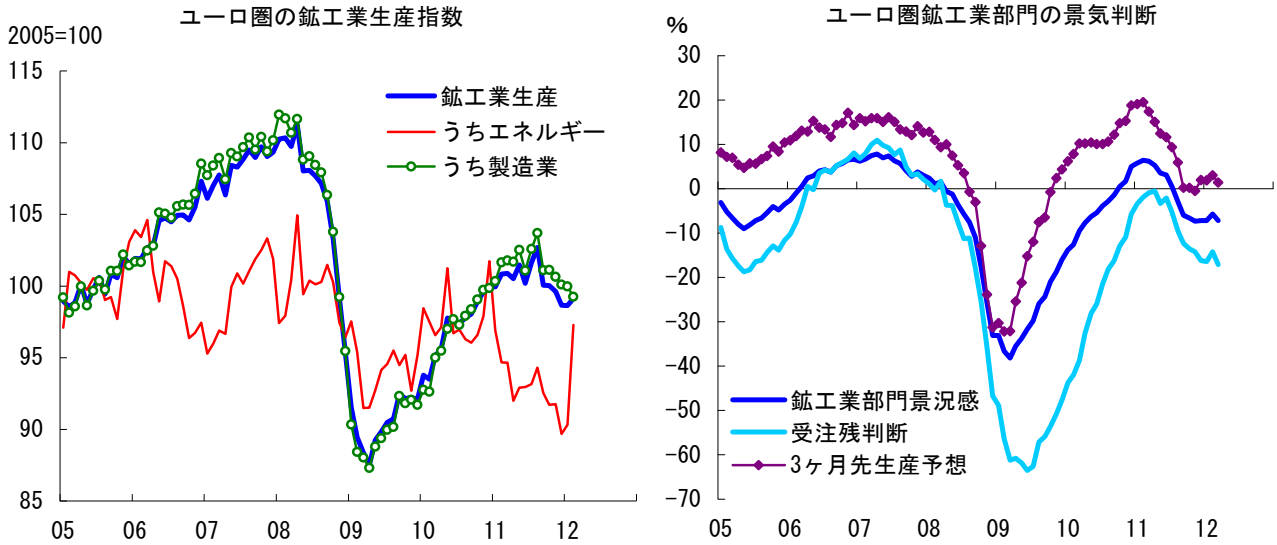 ユーロ圏の鉱工業生産指数
2005=100
115
110
105
100
95
90
85
05 06 07 08 09 10 11 12
鉱工業生産
うちエネルギー
うち製造業
ユーロ圏鉱工業部門の景気判断
%
30
20
10
0
-10
-20
-30
-40
-50
-60
-70
05 06 07 08 09 10 11 12
鉱工業部門景況感
受注残判断
3ヶ月先生産予想